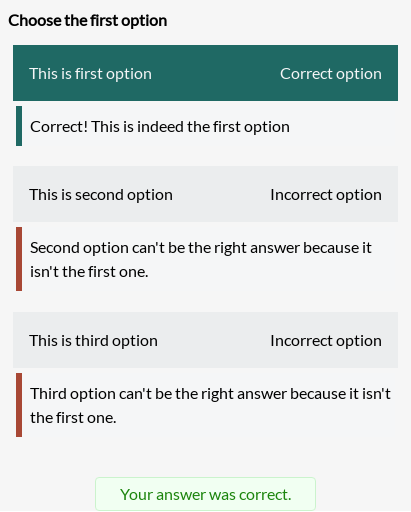 Choose the first option
This is first option Correct option
Correct! This is indeed the first option
This is second option Incorrect option
Second option can't be the right answer because it
isn't the first one.
This is third option Incorrect option
Third option can't be the right answer because it isn't
the first one.
Your answer was correct.